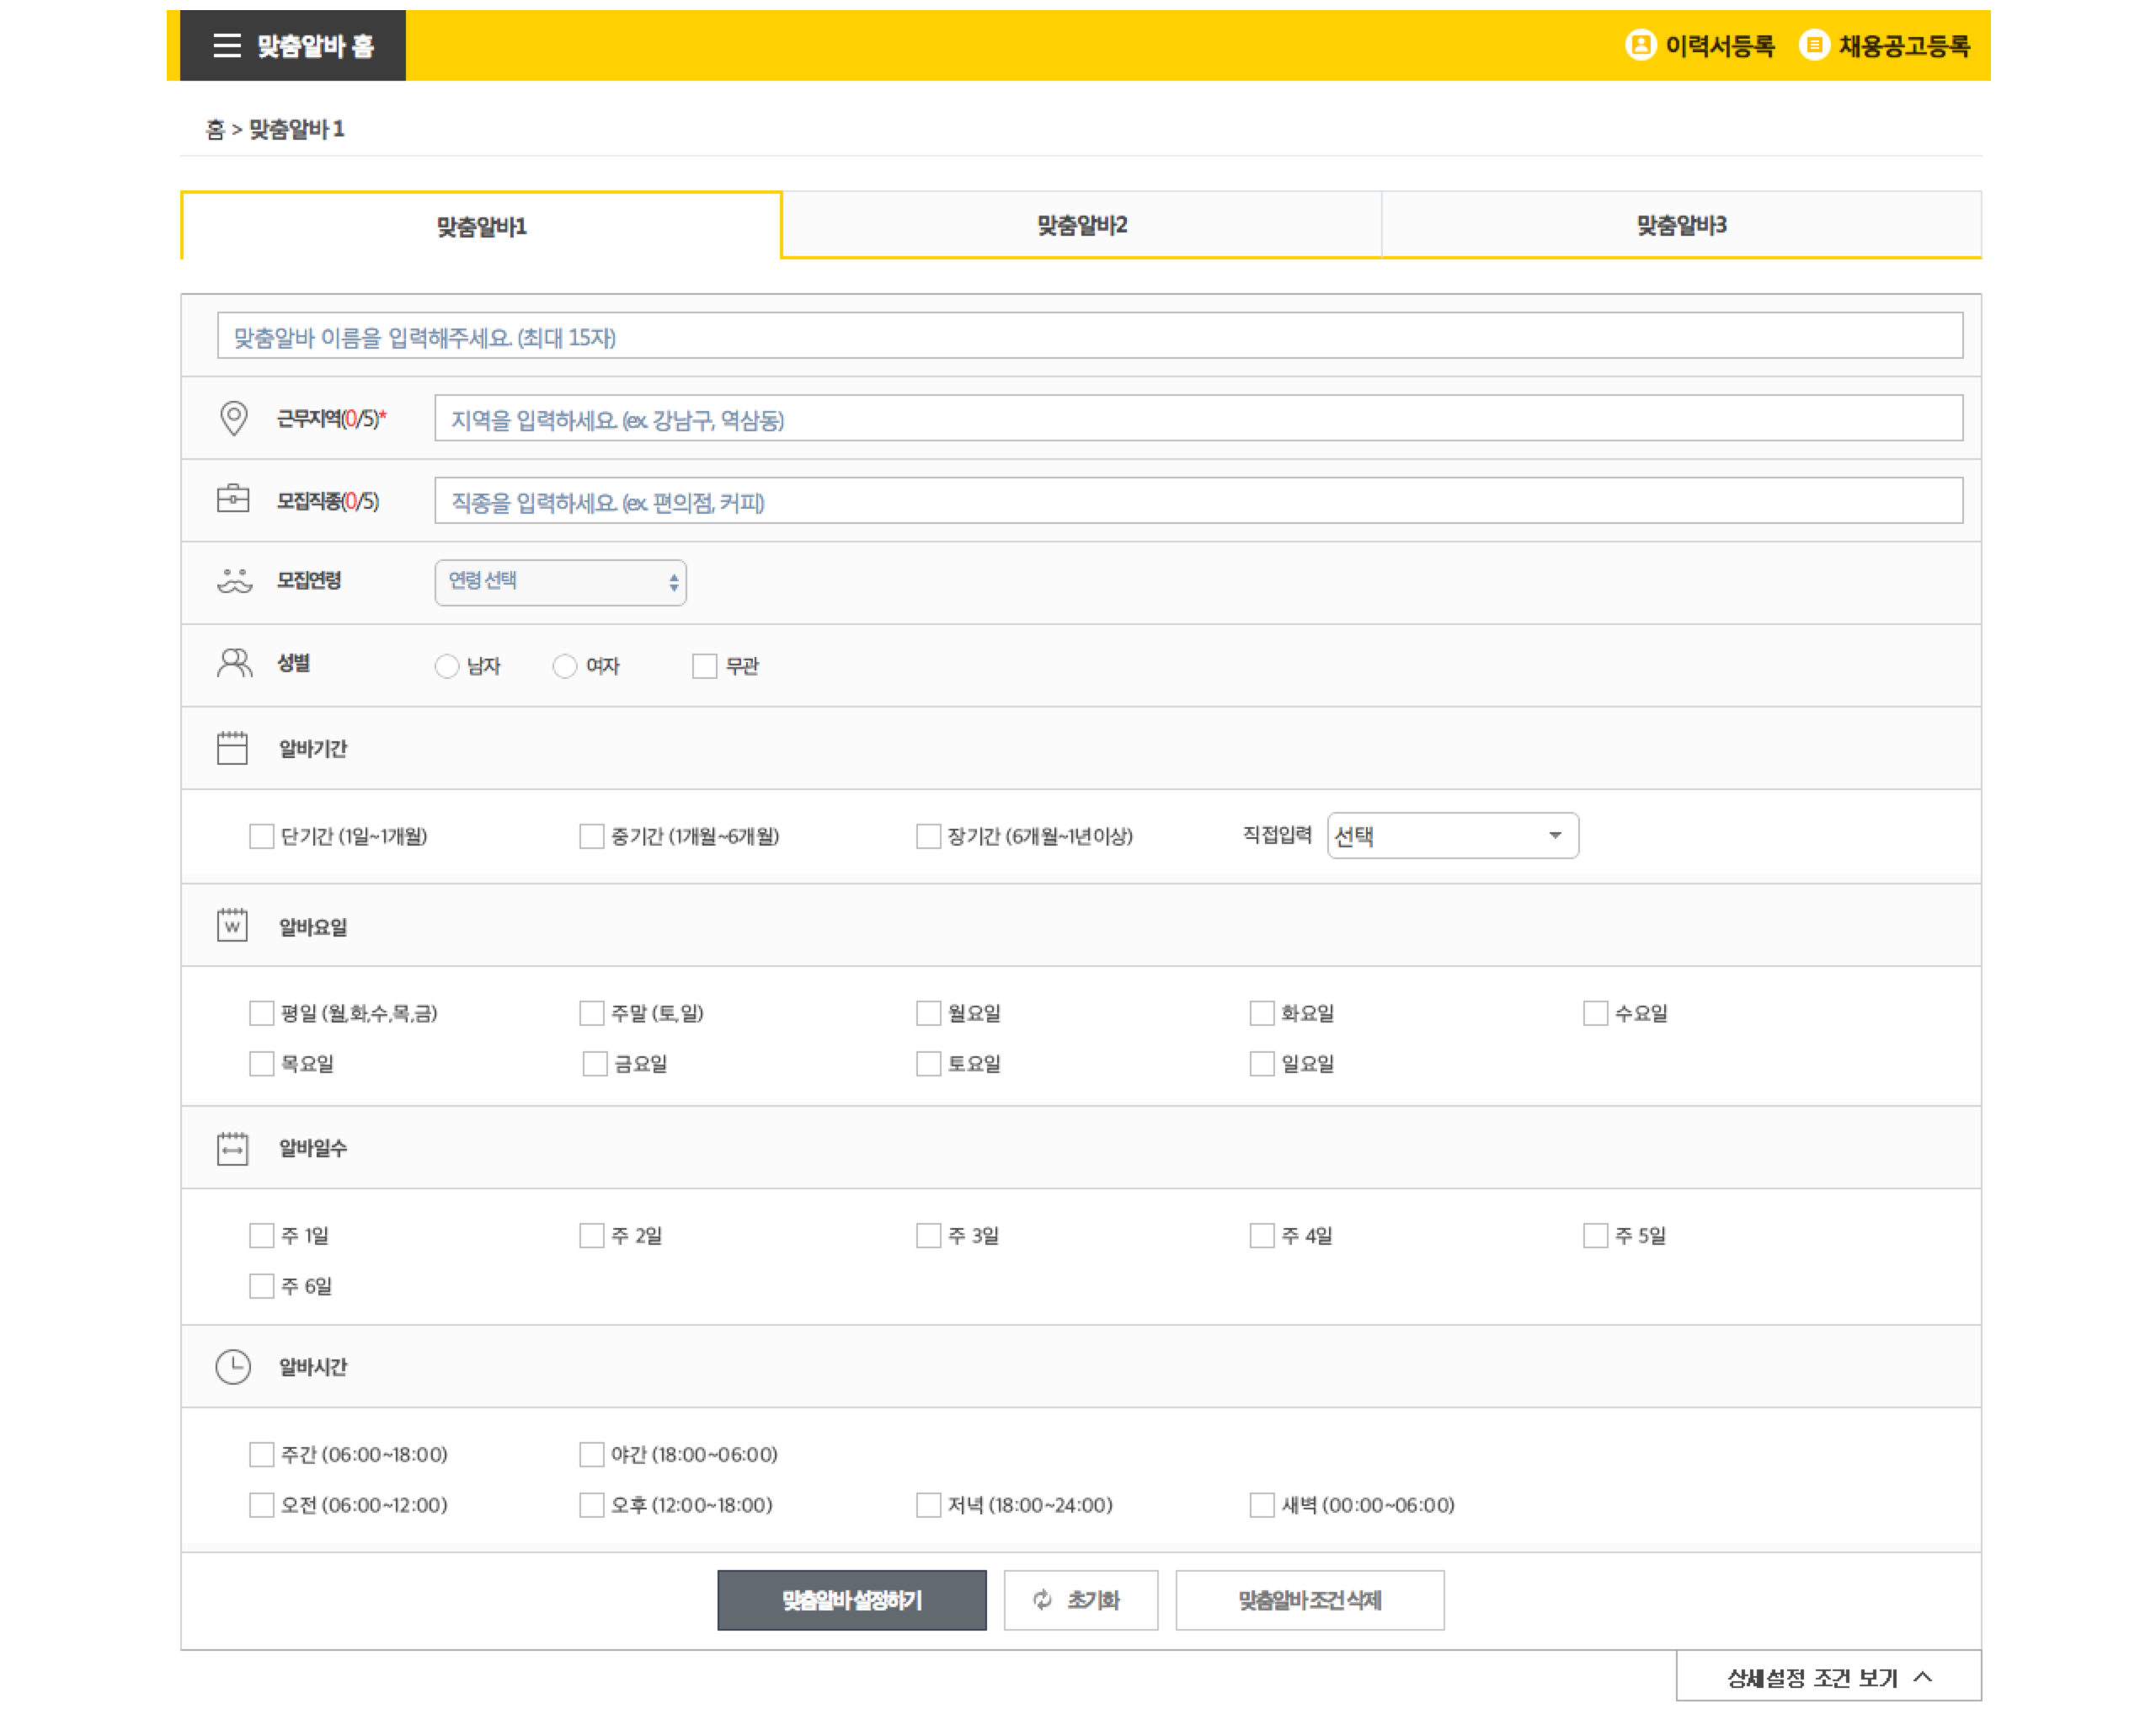 맞춤알바 홈 이력서등록 채용공고등록
홈 > 맞춤알바 1
맞춤알바1 맞춤알바2 맞춤알바3
맞춤알바 이름을 입력해주세요. (최대 15자)
근무지역(0/5)* 지역을 입력하세요. (ex. 강남구, 역삼동)
모집직종(0/5) 직종을 입력하세요. (ex. 편의점, 커피)
모집연령 연령 선택
성별 남자 여자 무관
알바기간
단기간 (1일~1개월) 중기간 (1개월~6개월) 장기간 (6개월~1년이상) 직접입력 선택
W 알바요일
평일 (월,화,수,목,금) 주말 (토,일) 월요일 화요일 수요일
목요일 금요일 토요일 일요일
알바일수
주 1일 주 2일 주 3일 주 4일 주 5일
주 6일
알바시간
주간 (06:00~18:00) 야간 (18:00~06:00)
오전 (06:00~12:00) 오후 (12:00~18:00) 저녁 (18:00~24:00) 새벽 (00:00~06:00)
맞춤알바 설정하기 초기화 맞춤알바 조건 삭제
상세설정 조건 보기